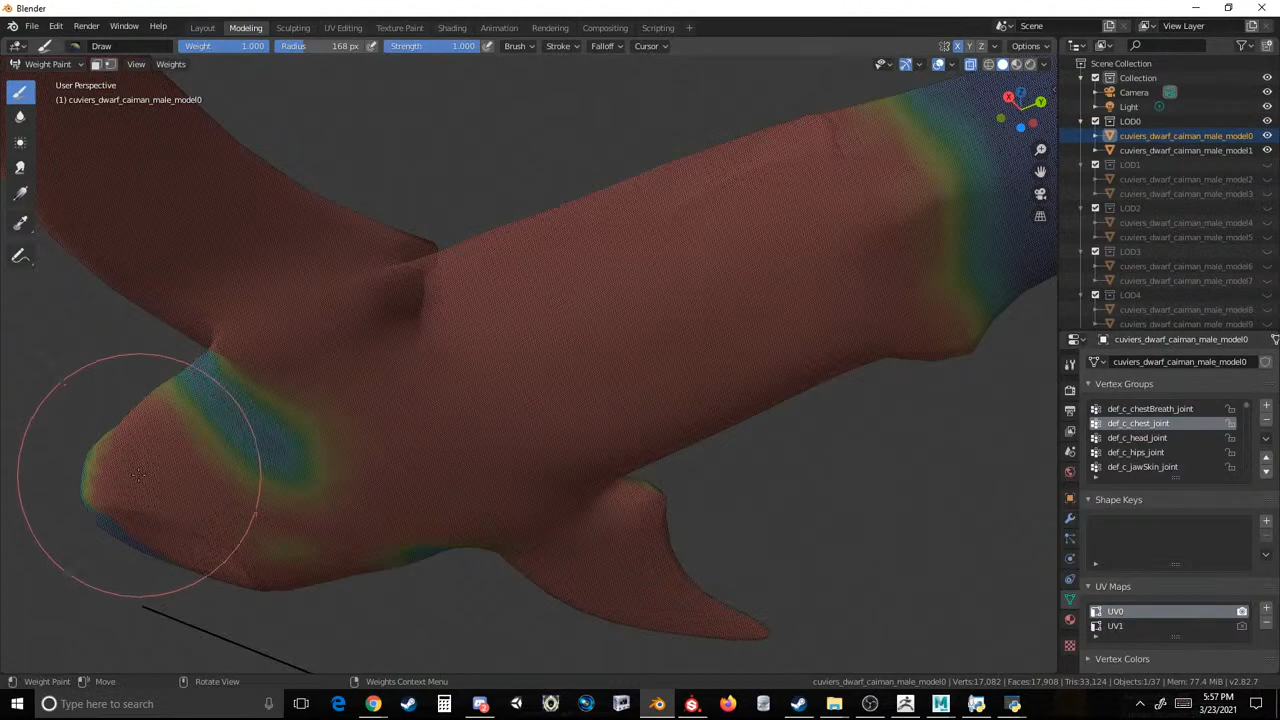 Blender
File Edit Render Window Help Layout Modeling Sculpting UV Editing Texture Paint Shading Animation Rendering Compositing Scripting Scene View Layer
Draw Weight 1.000 Radius 168 px Strength 1.000 Brush Stroke Falloff Cursor X Y Z Options
Weight Paint View Weights
User Perspective
(1) cuviers_dwarf_caiman_male_model0
Z
X
Y
Scene Collection
Collection
Camera
Light
LOD0
cuviers_dwarf_caiman_male_model0
cuviers_dwarf_caiman_male_model1
LOD1
cuviers_dwarf_caiman_male_model2
cuviers_dwarf_caiman_male_model3
LOD2
cuviers_dwarf_caiman_male_model4
cuviers_dwarf_caiman_male_model5
LOD3
cuviers_dwarf_caiman_male_model6
cuviers_dwarf_caiman_male_model7
LOD4
cuviers_dwarf_caiman_male_model8
cuviers_dwarf_caiman_male_model9
cuviers_dwarf_caiman_male_model0
cuviers_dwarf_caiman_male_model0
Vertex Groups
def_c_chestBreath_joint
def_c_chest_joint
def_c_head_joint
def_c_hips_joint
def_c_jawSkin_joint
Shape Keys
UV Maps
UV0
UV1
Vertex Colors
Weight Paint Move Rotate View Weights Context Menu cuviers_dwarf_caiman_male_model0 | Verts:17,082 | Faces:17,908 | Tris:33,124 | Objects:1/37 | Mem: 77.4 MiB | v2.82.7
Type here to search
5:57 PM
3/23/2021